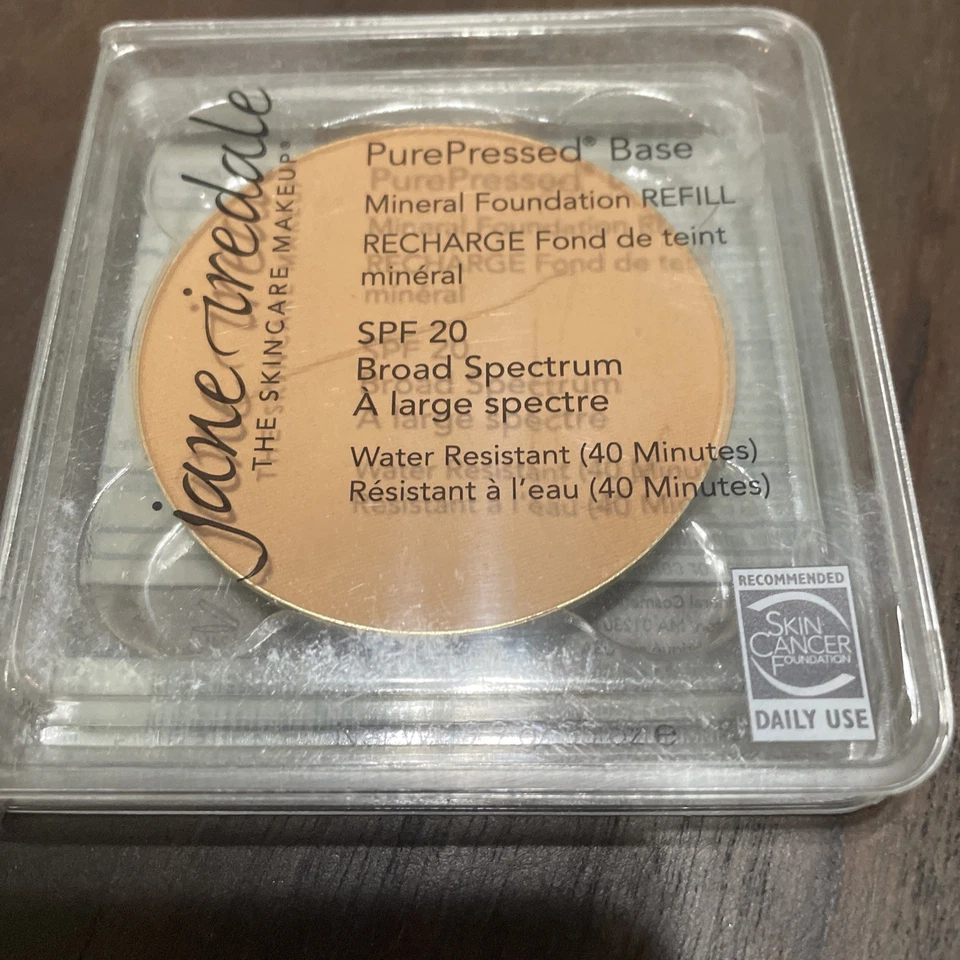 jane iredale
THE SKINCARE MAKEUP®
PurePressed® Base
Mineral Foundation REFILL
RECHARGE Fond de teint
minéral
SPF 20
Broad Spectrum
À large spectre
Water Resistant (40 Minutes)
Résistant à l'eau (40 Minutes)
RECOMMENDED
SKIN
CANCER
FOUNDATION
DAILY USE